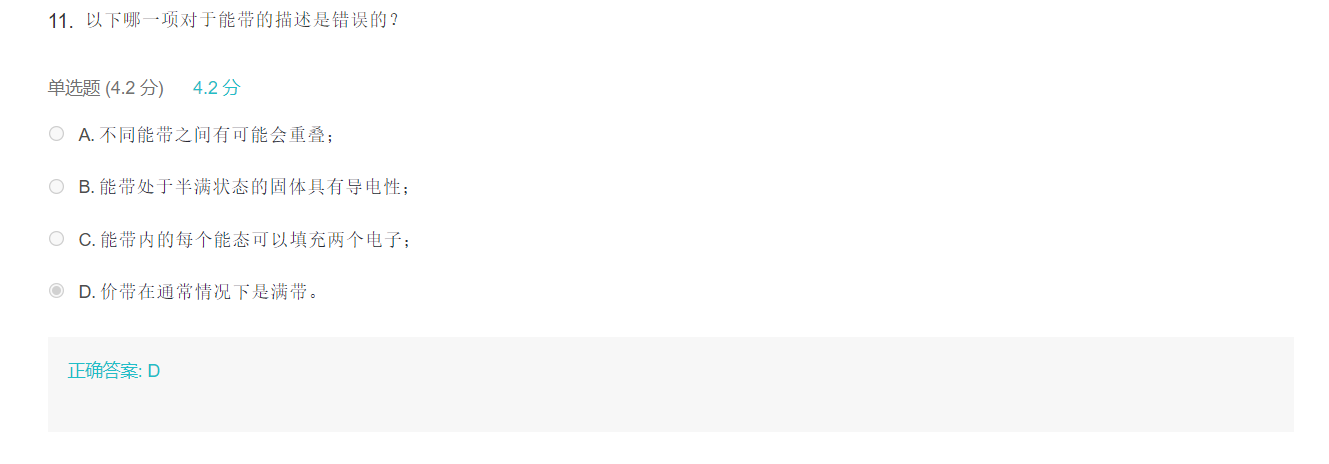 11. 以下哪一项对于能带的描述是错误的？
单选题 (4.2 分) 4.2 分
A. 不同能带之间有可能会重叠；
B. 能带处于半满状态的固体具有导电性；
C. 能带内的每个能态可以填充两个电子；
D. 价带在通常情况下是满带。
正确答案: D